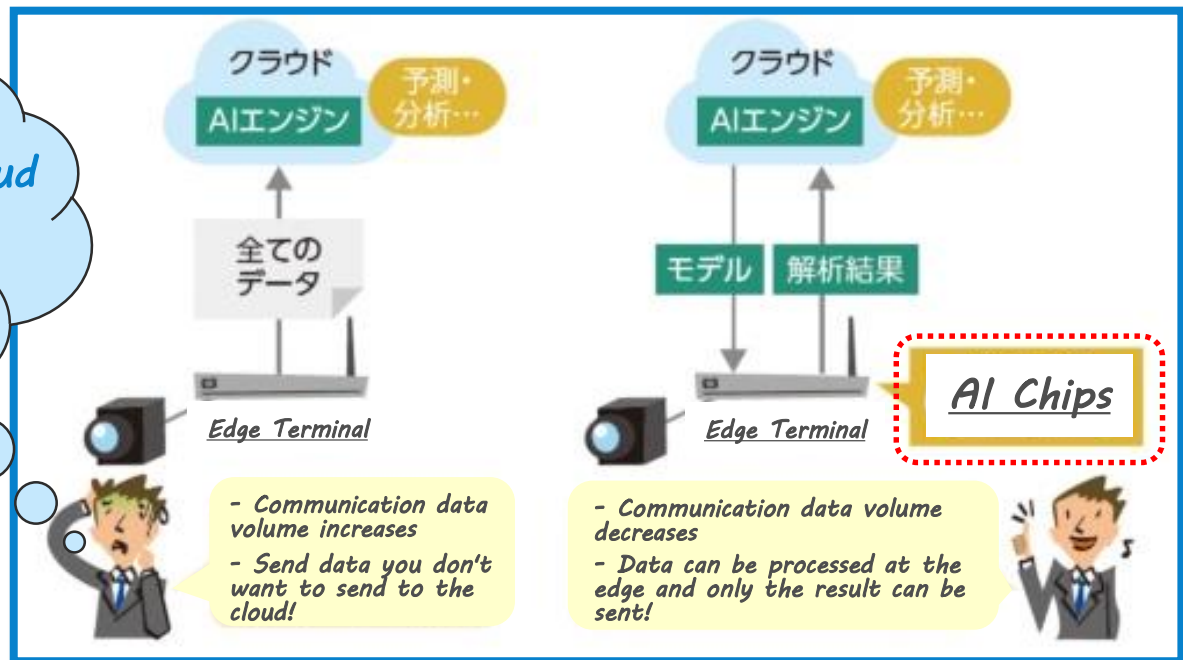 ud
クラウド
AIエンジン
予測・
分析…
全ての
データ
Edge Terminal
- Communication data
volume increases
- Send data you don't
want to send to the
cloud!
クラウド
AIエンジン
予測・
分析…
モデル
解析結果
AI Chips
Edge Terminal
- Communication data volume
decreases
- Data can be processed at the
edge and only the result can be
sent!